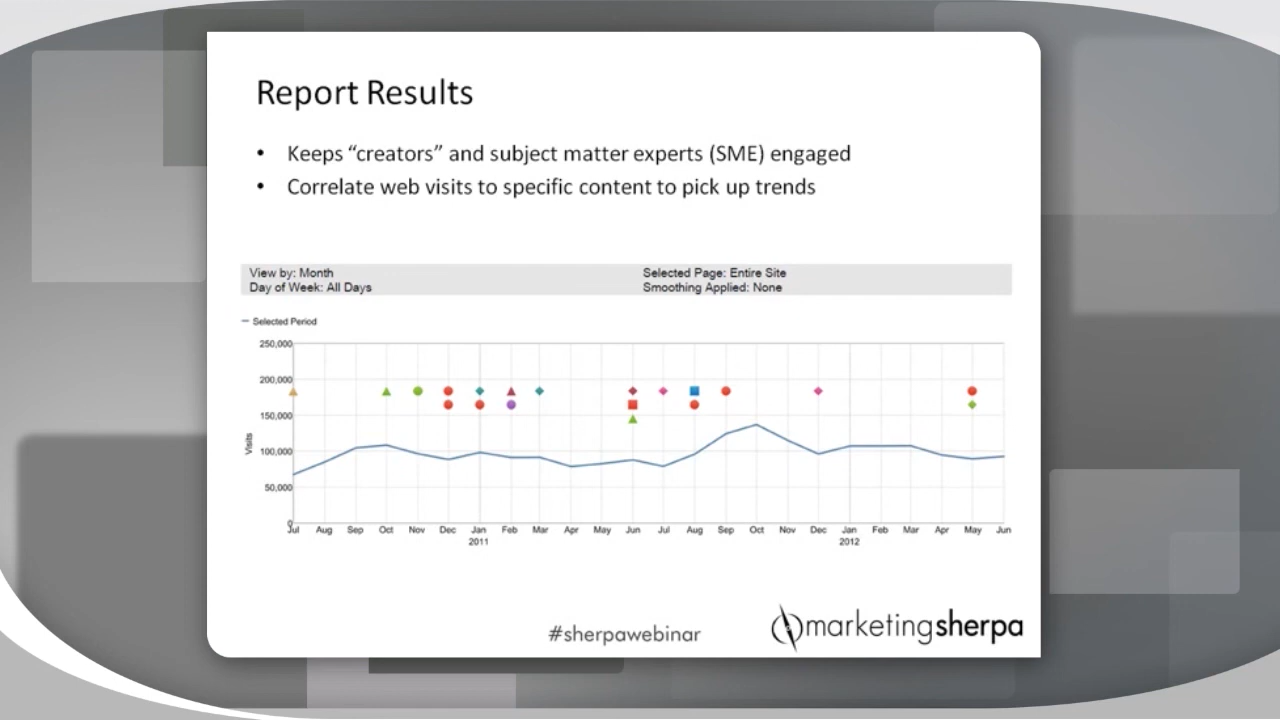 Report Results
• Keeps “creators” and subject matter experts (SME) engaged
• Correlate web visits to specific content to pick up trends
View by: Month Selected Page: Entire Site
Day of Week: All Days Smoothing Applied: None
Selected Period
250,000
200,000
150,000
100,000
50,000
0
Visits
Jul Aug Sep Oct Nov Dec Jan Feb Mar Apr May Jun Jul Aug Sep Oct Nov Dec Jan Feb Mar Apr May Jun
2011 2012
#sherpawebinar
marketingsherpa